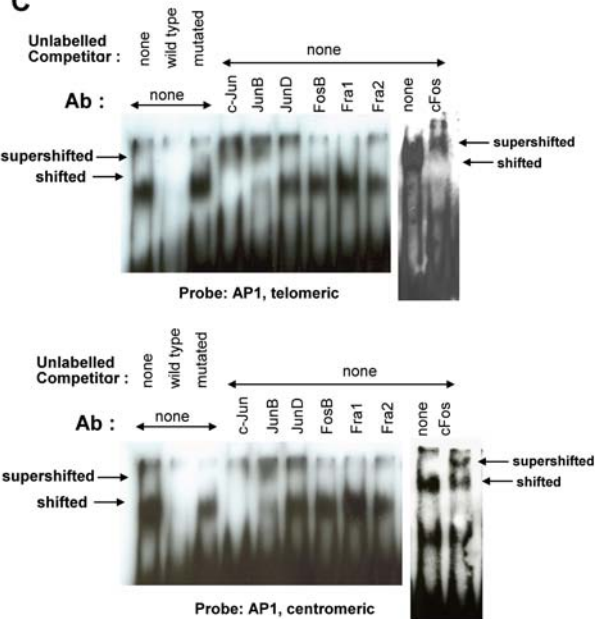 C
Unlabelled
Competitor :
none
wild type
mutated
none
Ab :
none
c-Jun
JunB
JunD
FosB
Fra1
Fra2
none
cFos
supershifted
shifted
supershifted
shifted
Probe: AP1, telomeric
Unlabelled
Competitor :
none
wild type
mutated
none
Ab :
none
c-Jun
JunB
JunD
FosB
Fra1
Fra2
none
cFos
supershifted
shifted
supershifted
shifted
Probe: AP1, centromeric